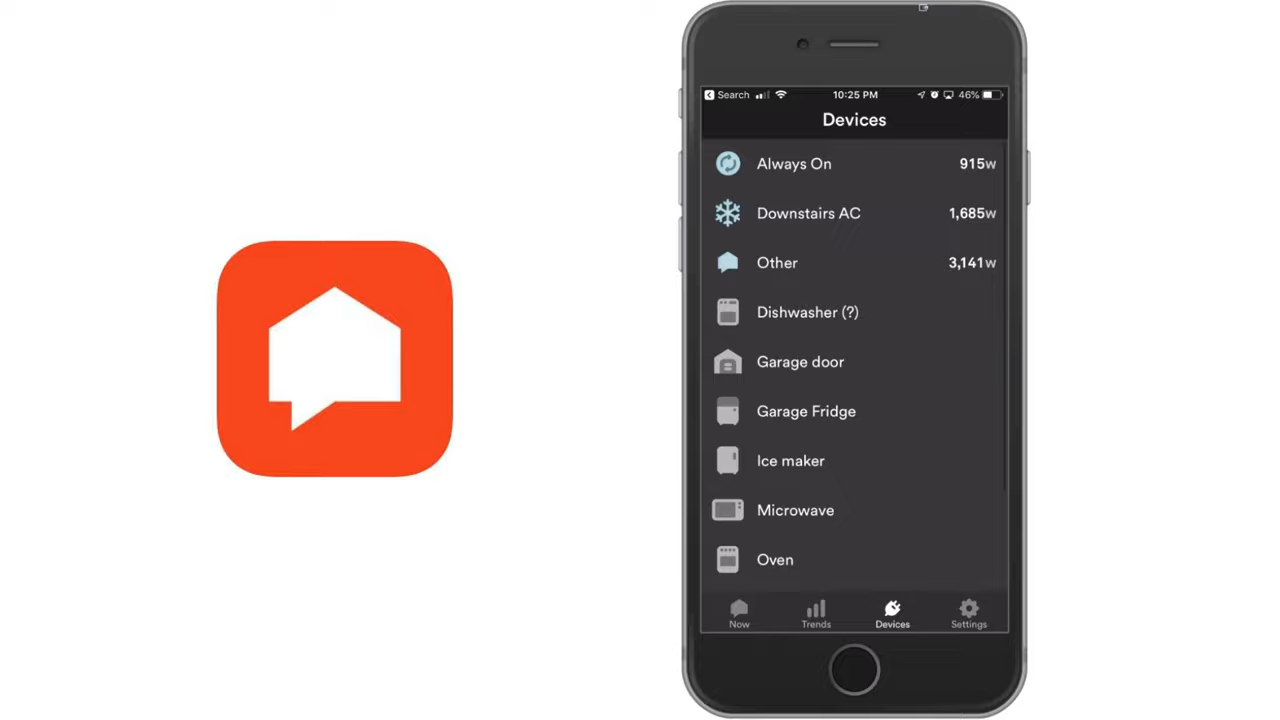 Search 10:25 PM 46%
Devices
Always On 915w
Downstairs AC 1,685w
Other 3,141w
Dishwasher (?)
Garage door
Garage Fridge
Ice maker
Microwave
Oven
Now Trends Devices Settings